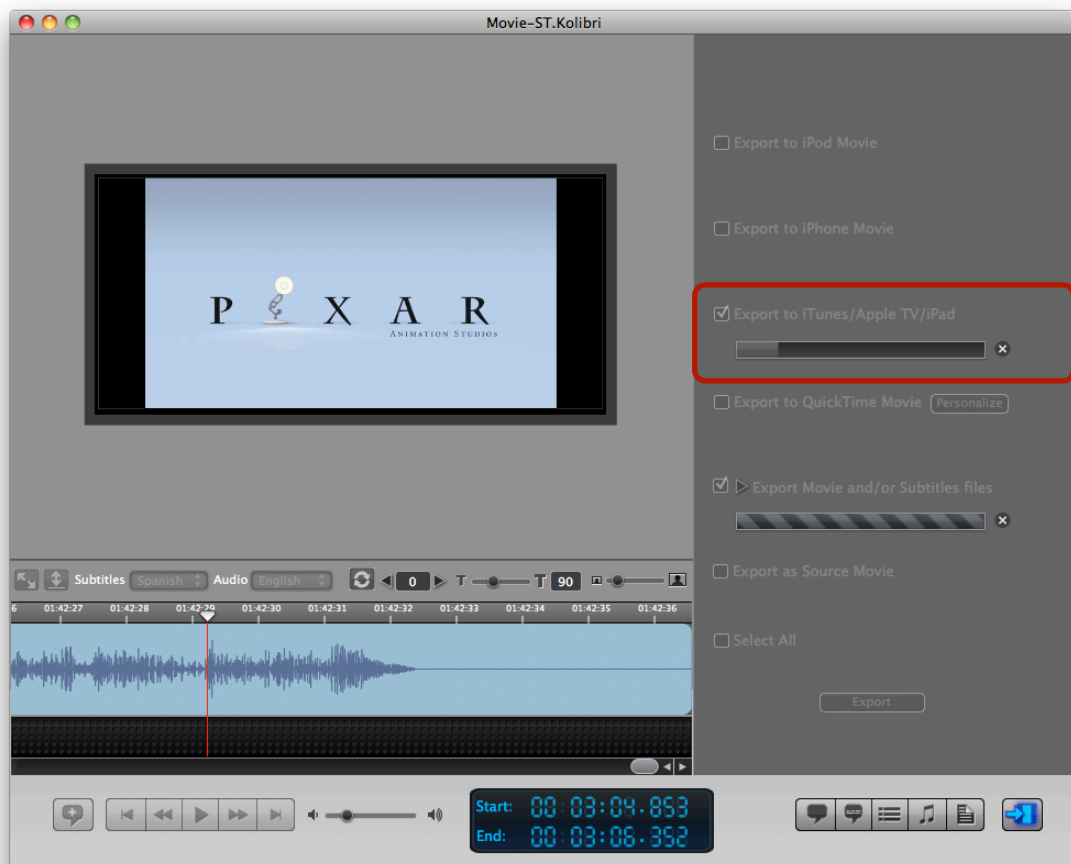 Movie-ST.Kolibri
Export to iPod Movie
Export to iPhone Movie
P I X A R
ANIMATION STUDIOS
Export to iTunes/Apple TV/iPad
Export to QuickTime Movie Personalize
Export Movie and/or Subtitles files
Export as Source Movie
Select All
Export
Subtitles Spanish Audio English 0 T T 90
6 01:42:27 01:42:28 01:42:29 01:42:30 01:42:31 01:42:32 01:42:33 01:42:34 01:42:35 01:42:36
Start: 00:03:04.853
End: 00:03:06.352